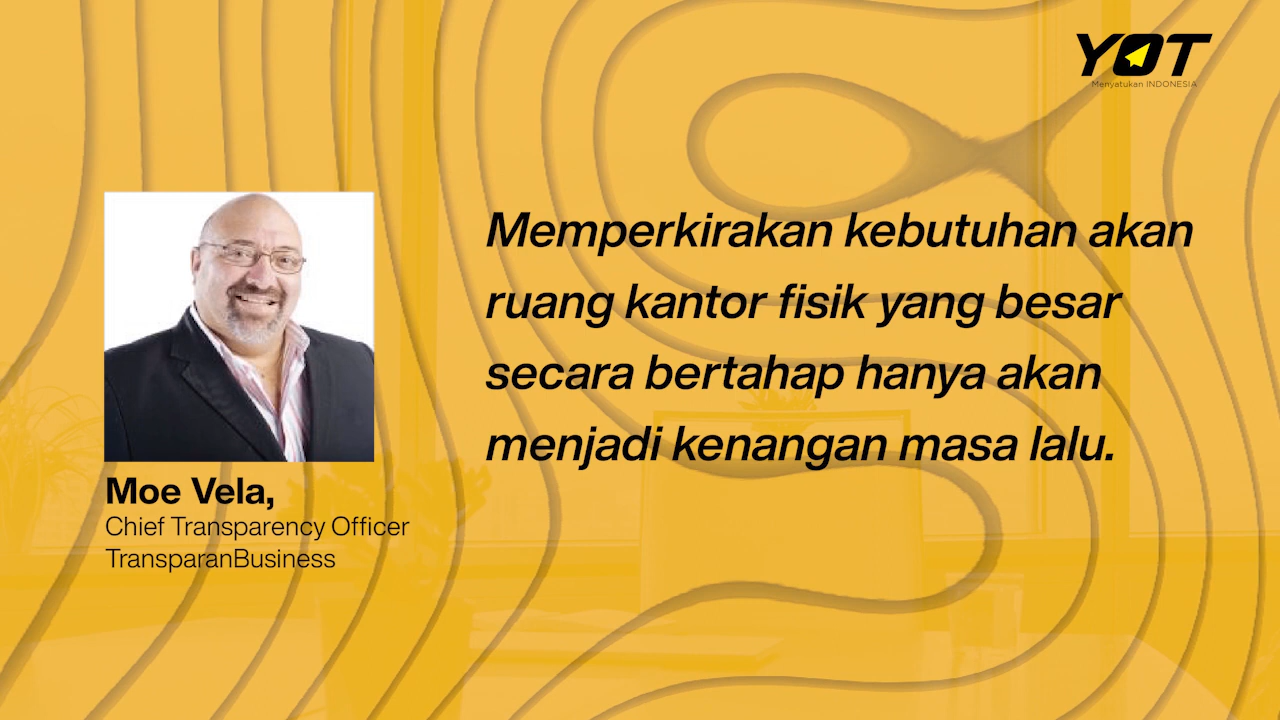 YOT
Menyatukan INDONESIA
Memperkirakan kebutuhan akan
ruang kantor fisik yang besar
secara bertahap hanya akan
menjadi kenangan masa lalu.
Moe Vela,
Chief Transparency Officer
TransparanBusiness